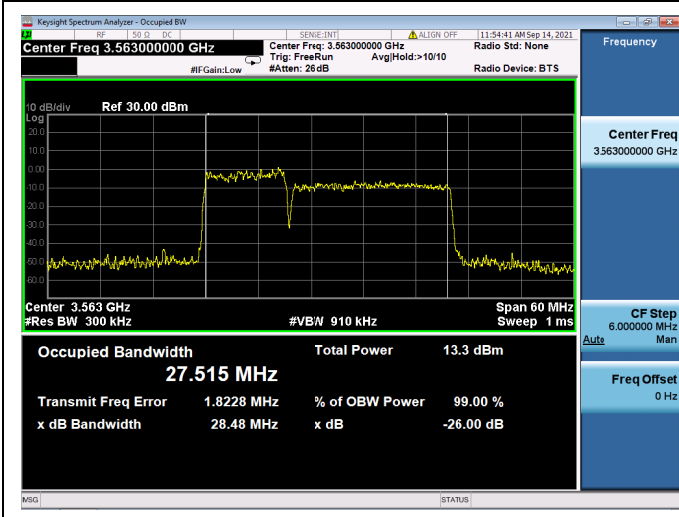 Keysight Spectrum Analyzer - Occupied BW
RF 50 Ω DC SENSE:INT ALIGN OFF 11:54:41 AM Sep 14, 2021
Center Freq 3.563000000 GHz
Center Freq: 3.563000000 GHz
Radio Std: None
Trig: FreeRun Avg|Hold:>10/10
#IFGain:Low #Atten: 26 dB Radio Device: BTS
Frequency
10 dB/div Ref 30.00 dBm
Log
20.0
10.0
0.00
-10.0
-20.0
-30.0
-40.0
-50.0
-60.0
Center 3.563 GHz Span 60 MHz
#Res BW 300 kHz #VBW 910 kHz Sweep 1 ms
Occupied Bandwidth Total Power 13.3 dBm
27.515 MHz
Transmit Freq Error 1.8228 MHz % of OBW Power 99.00 %
x dB Bandwidth 28.48 MHz x dB -26.00 dB
Center Freq
3.563000000 GHz
CF Step
6.000000 MHz
Auto Man
Freq Offset
0 Hz
MSG STATUS